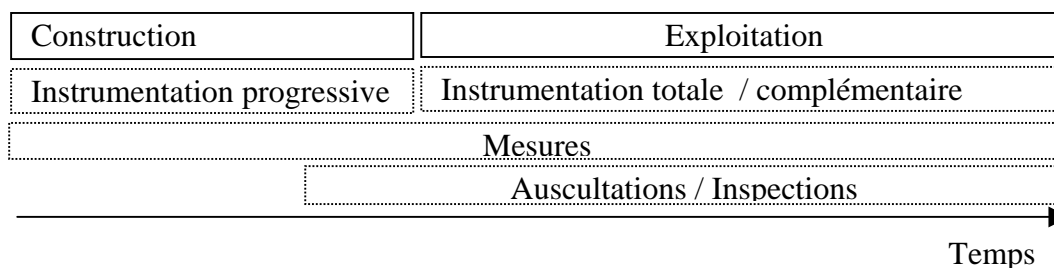 Construction Exploitation
Instrumentation progressive Instrumentation totale / complémentaire
Mesures
Auscultations / Inspections
Temps